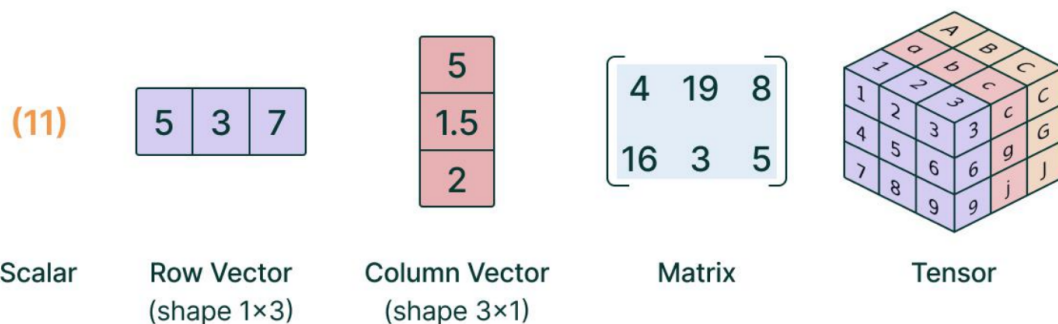 (11)
5 3 7
5
1.5
2
4 19 8
16 3 5
A B C
a b c
1 2 3
1 2 3 3 c C
4 5 6 6 g G
7 8 9 9 j J
Scalar
Row Vector
(shape 1×3)
Column Vector
(shape 3×1)
Matrix
Tensor